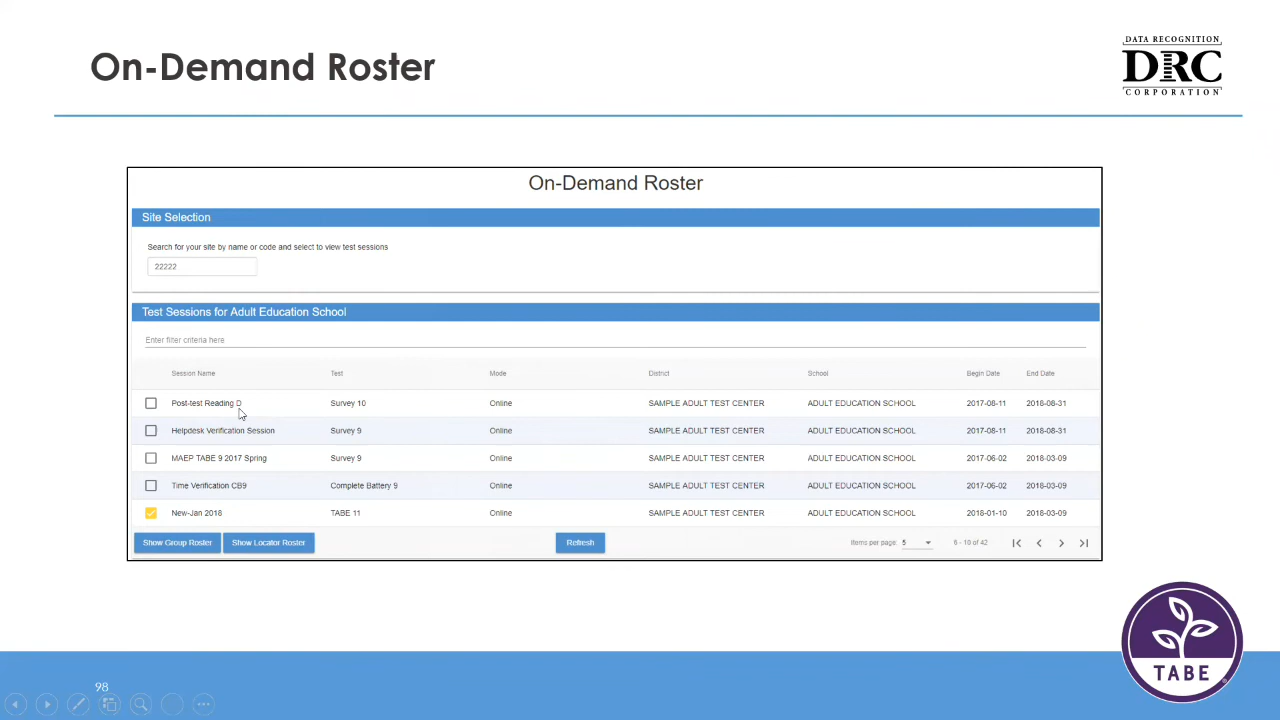 On-Demand Roster
DATA RECOGNITION
DRC
CORPORATION
On-Demand Roster
Site Selection
Search for your site by name or code and select to view test sessions
22222
Test Sessions for Adult Education School
Enter filter criteria here
Session Name Test Mode District School Begin Date End Date
Post-test Reading D Survey 10 Online SAMPLE ADULT TEST CENTER ADULT EDUCATION SCHOOL 2017-08-11 2018-08-31
Helpdesk Verification Session Survey 9 Online SAMPLE ADULT TEST CENTER ADULT EDUCATION SCHOOL 2017-08-11 2018-08-31
MAEP TABE 9 2017 Spring Survey 9 Online SAMPLE ADULT TEST CENTER ADULT EDUCATION SCHOOL 2017-06-02 2018-03-09
Time Verification CB9 Complete Battery 9 Online SAMPLE ADULT TEST CENTER ADULT EDUCATION SCHOOL 2017-06-02 2018-03-09
New-Jan 2018 TABE 11 Online SAMPLE ADULT TEST CENTER ADULT EDUCATION SCHOOL 2018-01-10 2018-03-09
Show Group Roster Show Locator Roster Refresh Items per page: 5 6 - 10 of 42
TABE
98